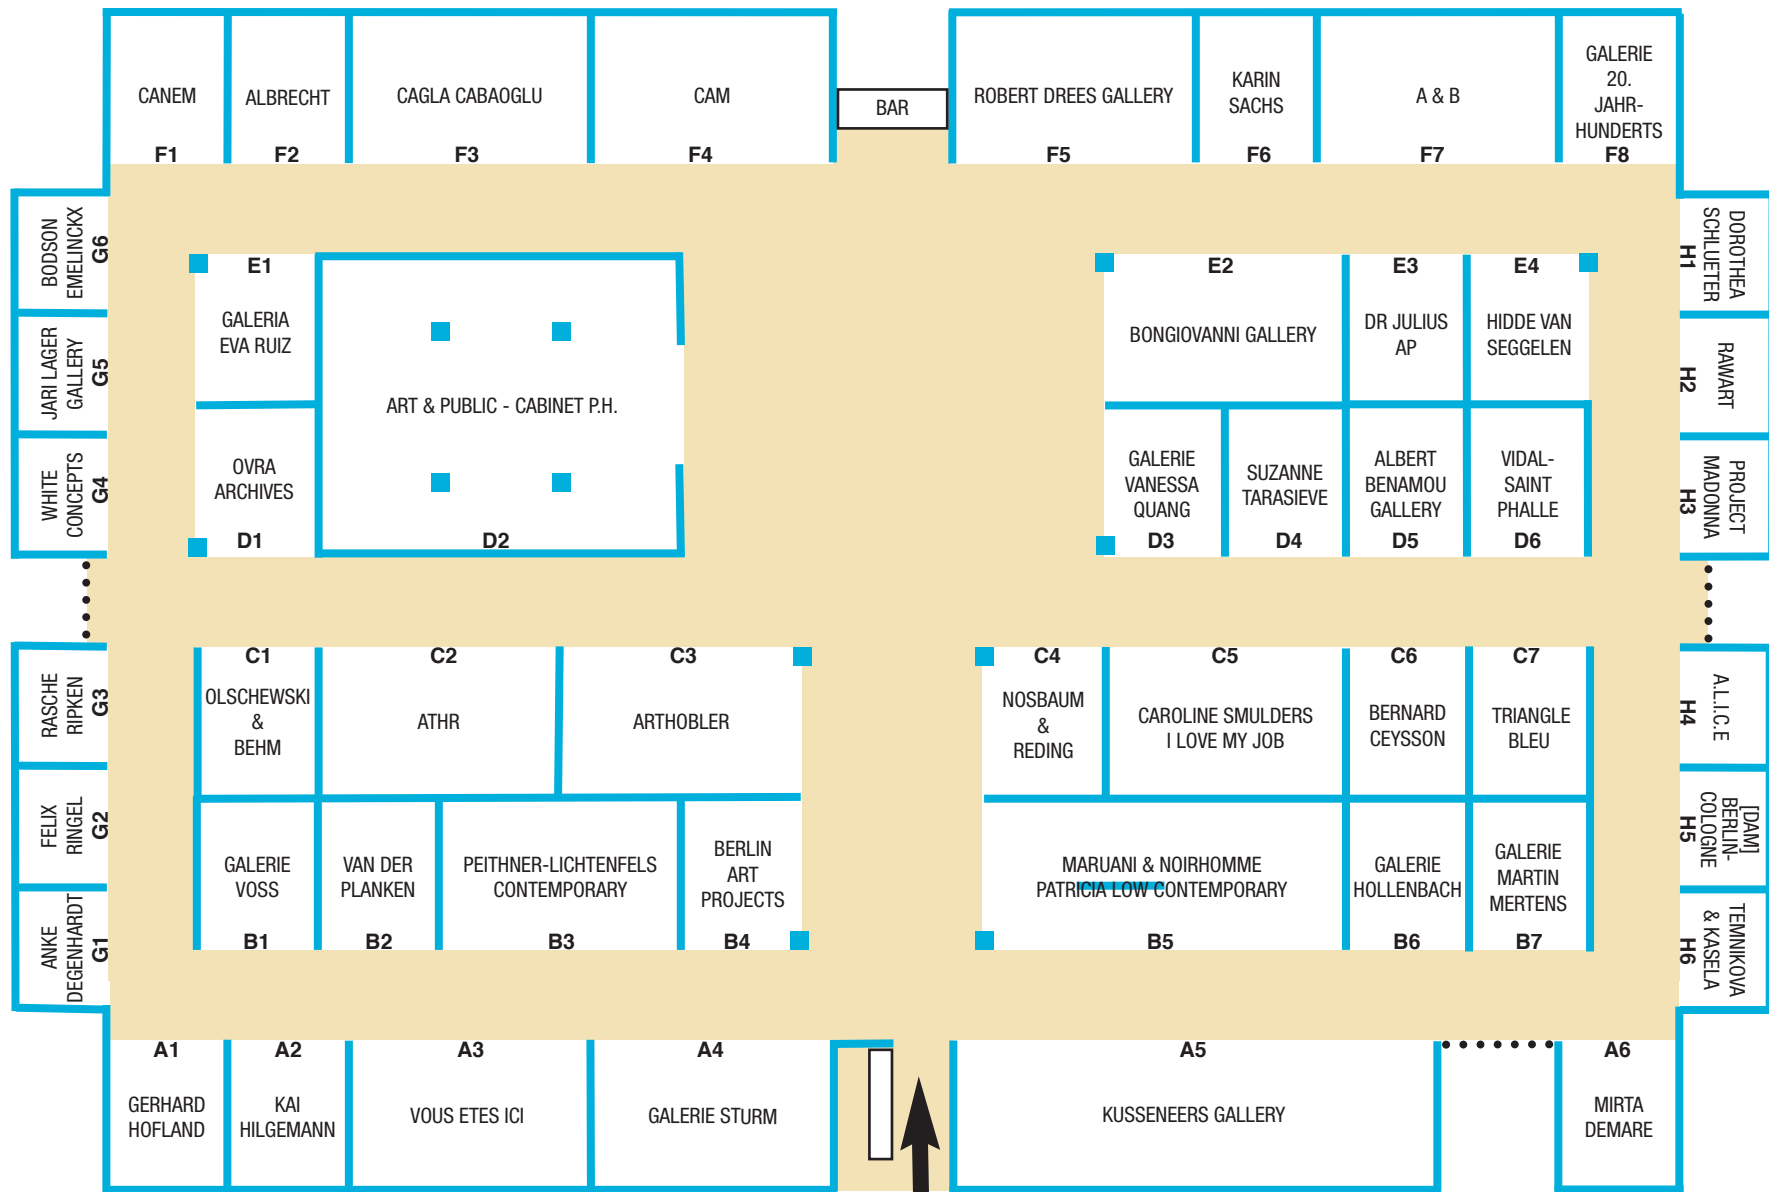 CANEM
F1
ALBRECHT
F2
CAGLA CABAOGLU
F3
CAM
F4
BAR
ROBERT DREES GALLERY
F5
KARIN
SACHS
F6
A & B
F7
GALERIE
20.
JAHR-
HUNDERTS
F8
BODSON
EMELINCKX
G6
JARI LAGER
GALLERY
G5
WHITE
CONCEPTS
G4
E1
GALERIA
EVA RUIZ
OVRA
ARCHIVES
D1
ART & PUBLIC - CABINET P.H.
D2
E2
BONGIOVANNI GALLERY
E3
DR JULIUS
AP
E4
HIDDE VAN
SEGGELEN
GALERIE
VANESSA
QUANG
D3
SUZANNE
TARASIEVE
D4
ALBERT
BENAMOU
GALLERY
D5
VIDAL-
SAINT
PHALLE
D6
DOROTHEA
SCHLUETER
H1
RAWART
H2
PROJECT
MADONNA
H3
RASCHE
RIPKEN
G3
FELIX
RINGEL
G2
ANKE
DEGENHARDT
G1
C1
OLSCHEWSKI
&
BEHM
C2
ATHR
C3
ARTHOBLER
C4
NOSBAUM
&
REDING
C5
CAROLINE SMULDERS
I LOVE MY JOB
C6
BERNARD
CEYSSON
C7
TRIANGLE
BLEU
GALERIE
VOSS
B1
VAN DER
PLANKEN
B2
PEITHNER-LICHTENFELS
CONTEMPORARY
B3
BERLIN
ART
PROJECTS
B4
MARUANI & NOIRHOMME
PATRICIA LOW CONTEMPORARY
B5
GALERIE
HOLLENBACH
B6
GALERIE
MARTIN
MERTENS
B7
A.L.I.C.E
H4
[DAM]
BERLIN-
COLOGNE
H5
TEMNIKOVA
& KASELA
H6
A1
GERHARD
HOFLAND
A2
KAI
HILGEMANN
A3
VOUS ETES ICI
A4
GALERIE STURM
A5
KUSSENEERS GALLERY
A6
MIRTA
DEMARE